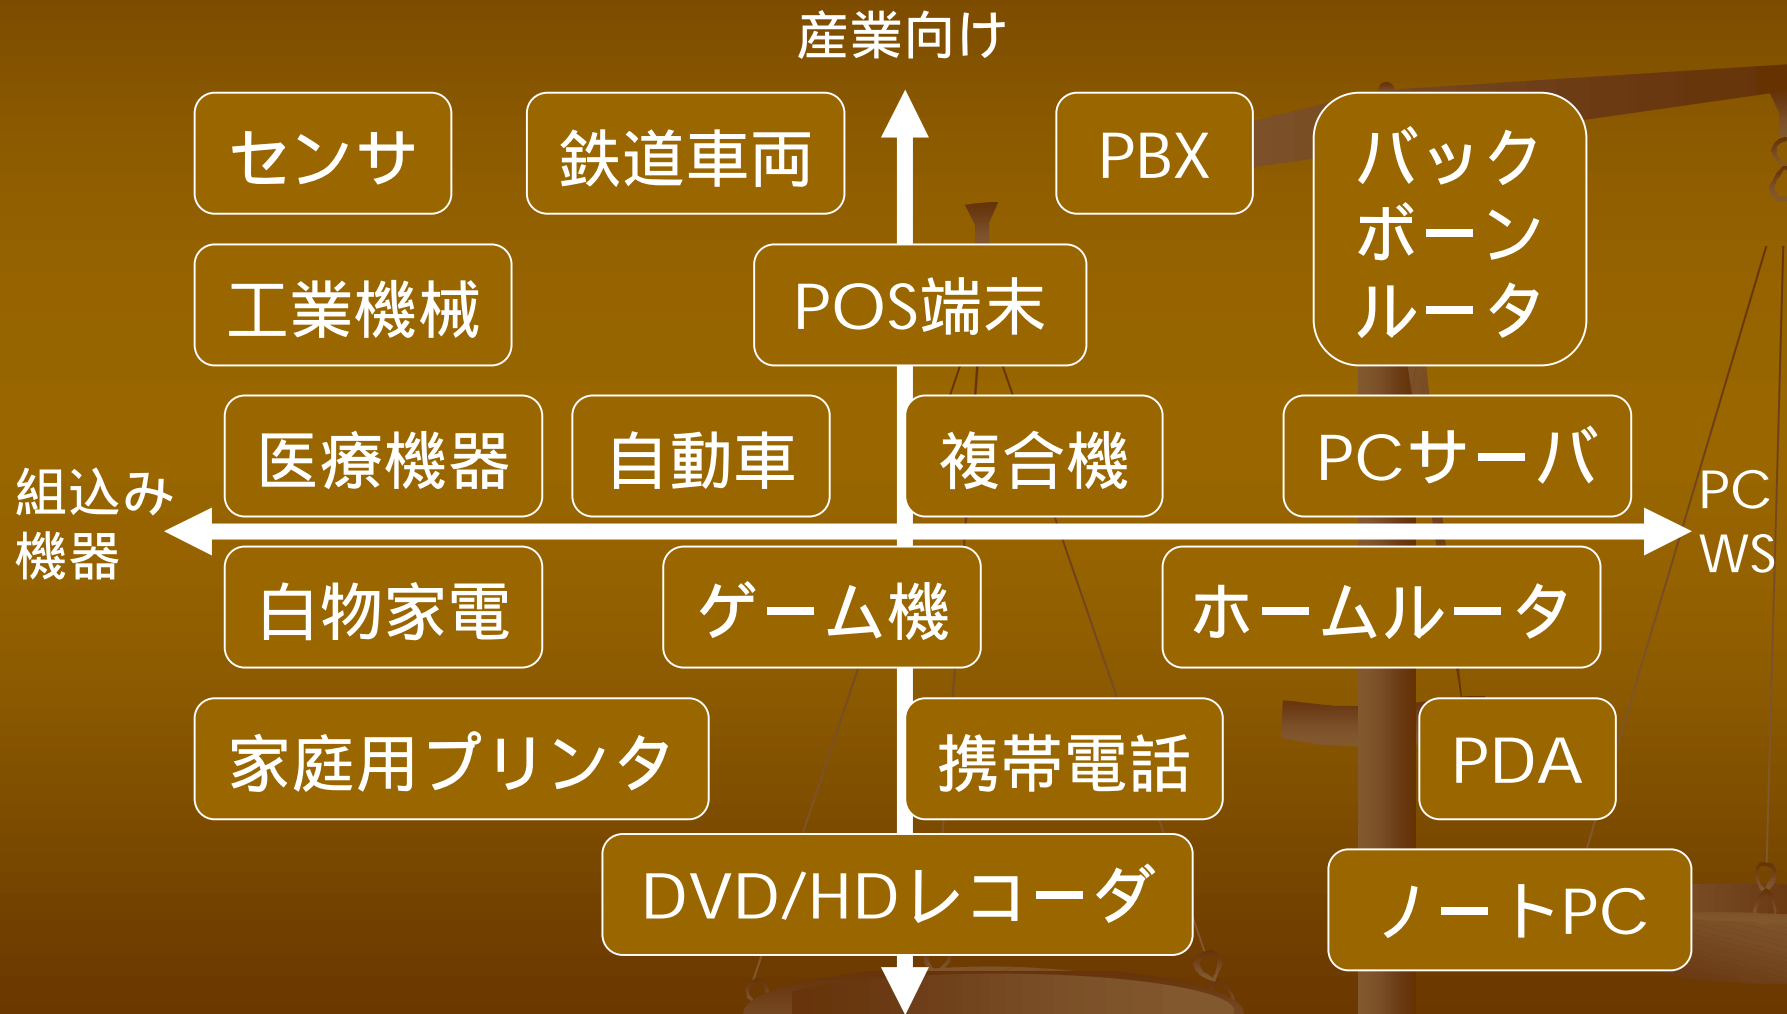 産業向け
センサ
鉄道車両
PBX
バック
ボーン
ルータ
工業機械
POS端末
医療機器
自動車
複合機
PCサーバ
組込み
機器
PC
WS
白物家電
ゲーム機
ホームルータ
家庭用プリンタ
携帯電話
PDA
DVD/HDレコーダ
ノートPC